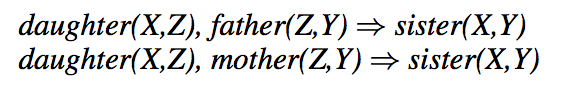 daughter(X,Z), father(Z,Y) ⇒ sister(X,Y)
daughter(X,Z), mother(Z,Y) ⇒ sister(X,Y)